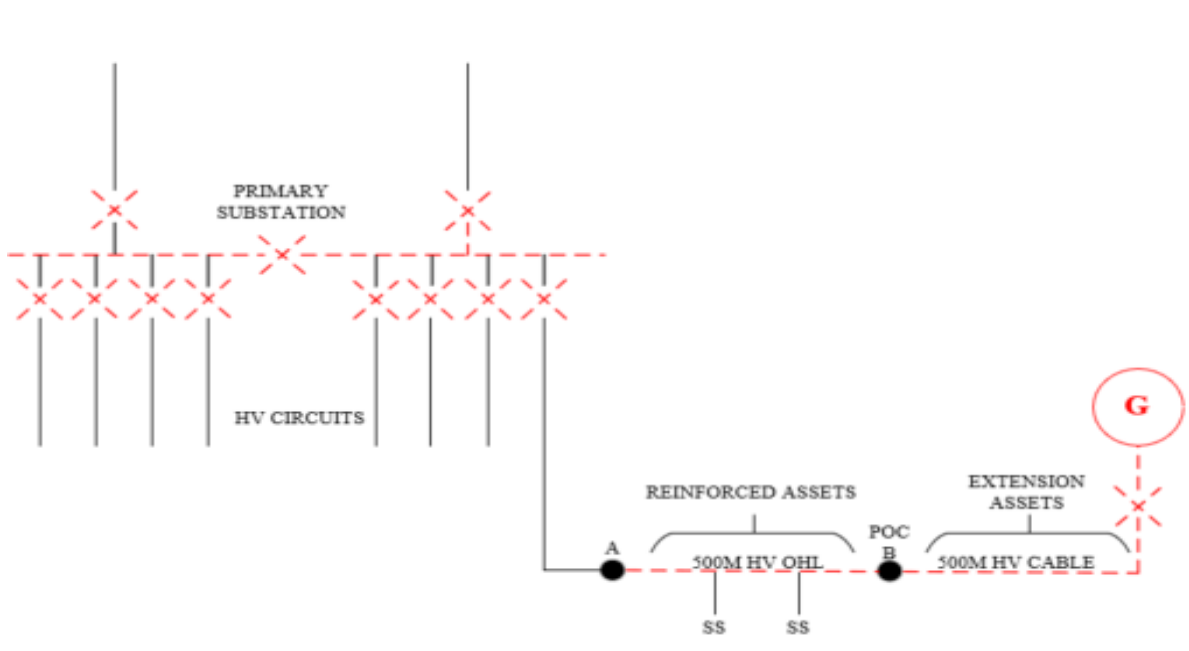 PRIMARY
SUBSTATION
HV CIRCUITS
G
REINFORCED ASSETS
EXTENSION
ASSETS
A
500M HV OHL
POC
B
500M HV CABLE
SS
SS